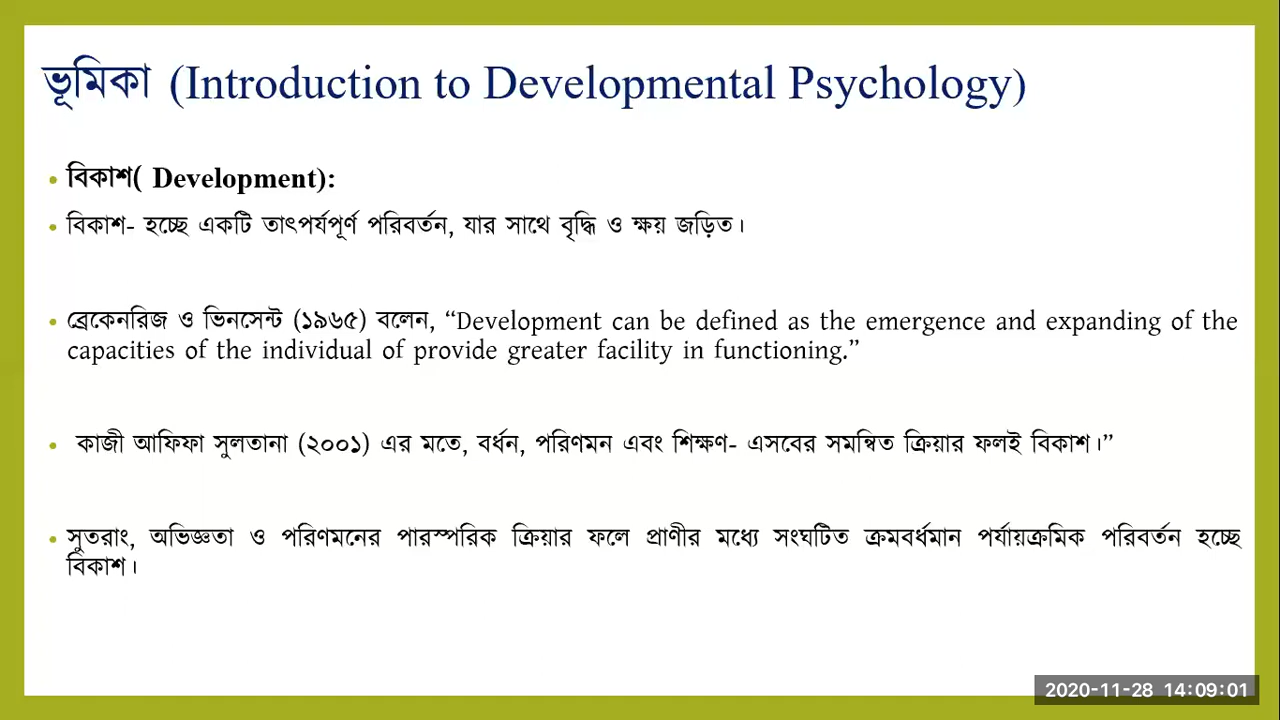 ভূমিকা (Introduction to Developmental Psychology)
• বিকাশ( Development):
• বিকাশ- হচ্ছে একটি তাৎপর্যপূর্ণ পরিবর্তন, যার সাথে বৃদ্ধি ও ক্ষয় জড়িত।
• ব্রেকেনরিজ ও ভিনসেন্ট (১৯৬৫) বলেন, “Development can be defined as the emergence and expanding of the
capacities of the individual of provide greater facility in functioning.”
• কাজী আফিফা সুলতানা (২০০১) এর মতে, বর্ধন, পরিণমন এবং শিক্ষণ- এসবের সমন্বিত ক্রিয়ার ফলই বিকাশ।”
• সুতরাং, অভিজ্ঞতা ও পরিণমনের পারস্পরিক ক্রিয়ার ফলে প্রাণীর মধ্যে সংঘটিত ক্রমবর্ধমান পর্যায়ক্রমিক পরিবর্তন হচ্ছে
বিকাশ।
2020-11-28 14:09:01